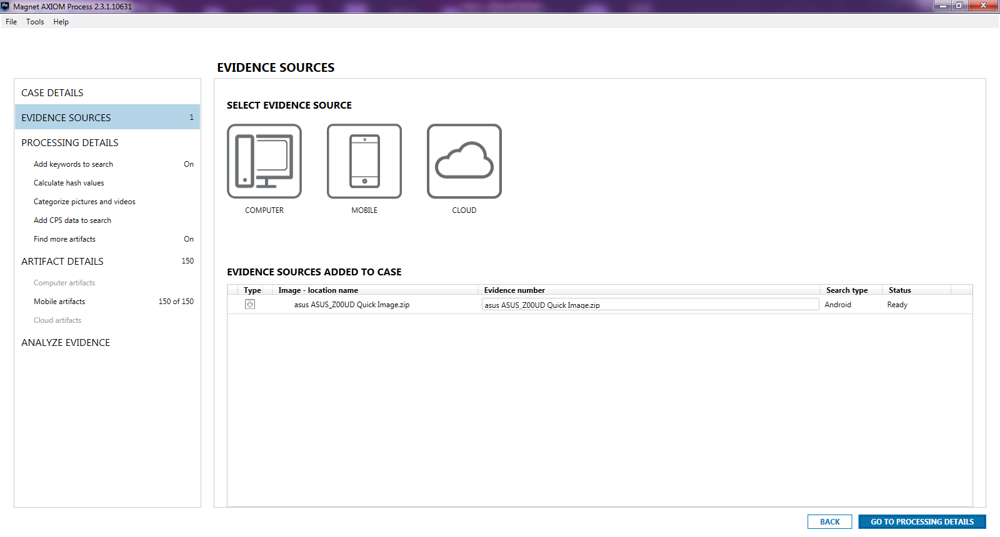 Magnet AXIOM Process 2.3.1.10631
File Tools Help
EVIDENCE SOURCES
CASE DETAILS
EVIDENCE SOURCES 1
PROCESSING DETAILS
Add keywords to search On
Calculate hash values
Categorize pictures and videos
Add CPS data to search
Find more artifacts On
ARTIFACT DETAILS 150
Computer artifacts
Mobile artifacts 150 of 150
Cloud artifacts
ANALYZE EVIDENCE
SELECT EVIDENCE SOURCE
COMPUTER MOBILE CLOUD
EVIDENCE SOURCES ADDED TO CASE
Type Image - location name Evidence number Search type Status
asus ASUS_Z00UD Quick Image.zip asus ASUS_Z00UD Quick Image.zip Android Ready
BACK GO TO PROCESSING DETAILS